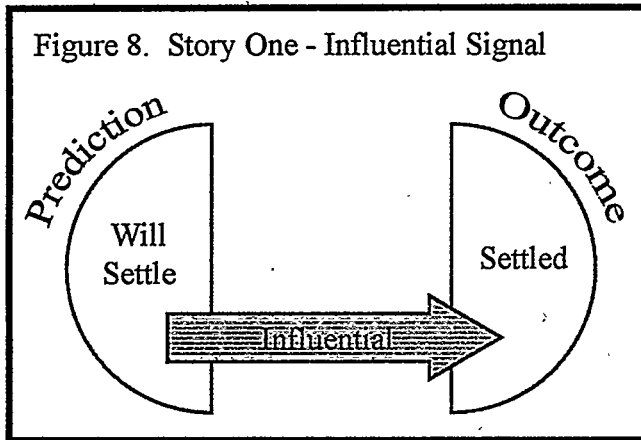 Figure 8. Story One - Influential Signal
Prediction
Outcome
Will
Settle
Settled
Influential